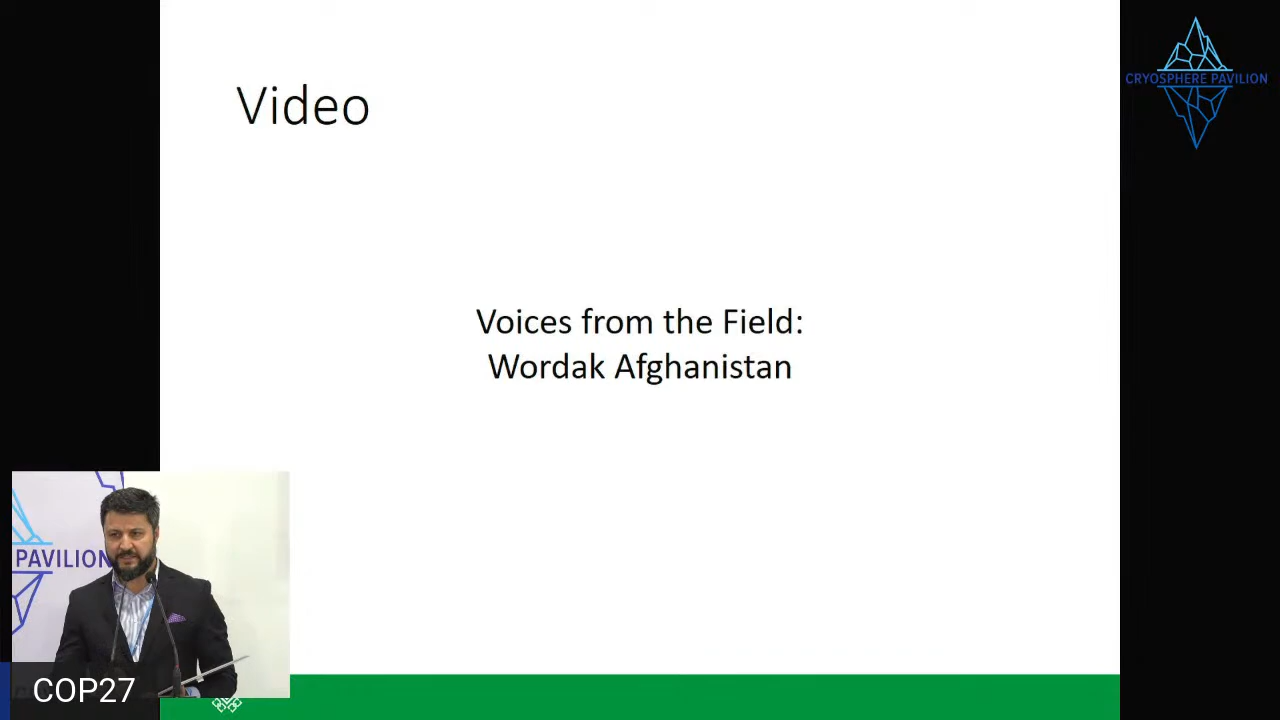 Video
Voices from the Field:
Wordak Afghanistan
CRYOSPHERE PAVILION
PAVILION
COP27